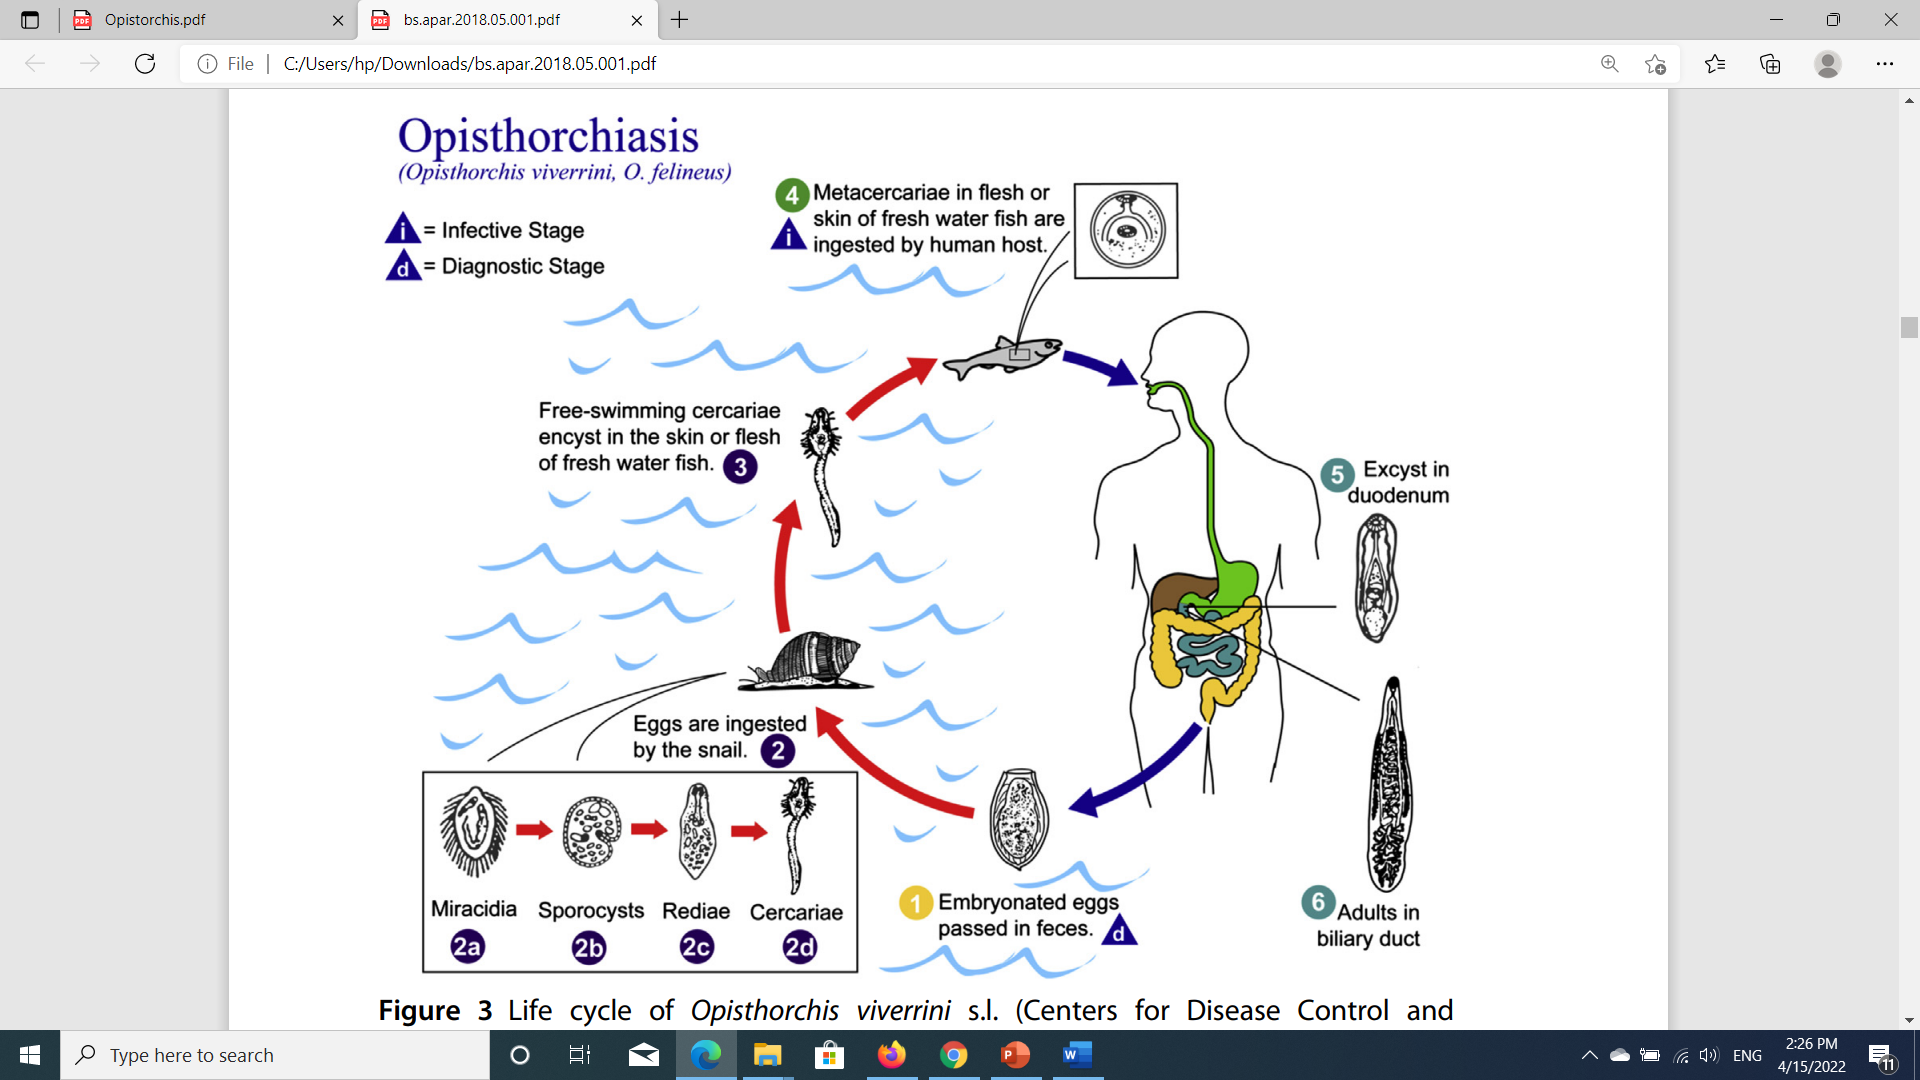 Opistorchis.pdf
bs.apar.2018.05.001.pdf
File
C:/Users/hp/Downloads/bs.apar.2018.05.001.pdf
Opisthorchiasis
(Opisthorchis viverrini, O. felineus)
i = Infective Stage
d = Diagnostic Stage
4 Metacercariae in flesh or
skin of fresh water fish are
i ingested by human host.
Free-swimming cercariae
encyst in the skin or flesh
of fresh water fish. 3
5 Excyst in
duodenum
Eggs are ingested
by the snail. 2
Miracidia Sporocysts Rediae Cercariae
2a 2b 2c 2d
1 Embryonated eggs
passed in feces. d
6 Adults in
biliary duct
Figure 3 Life cycle of Opisthorchis viverrini s.l. (Centers for Disease Control and
Type here to search
ENG
2:26 PM
4/15/2022
11